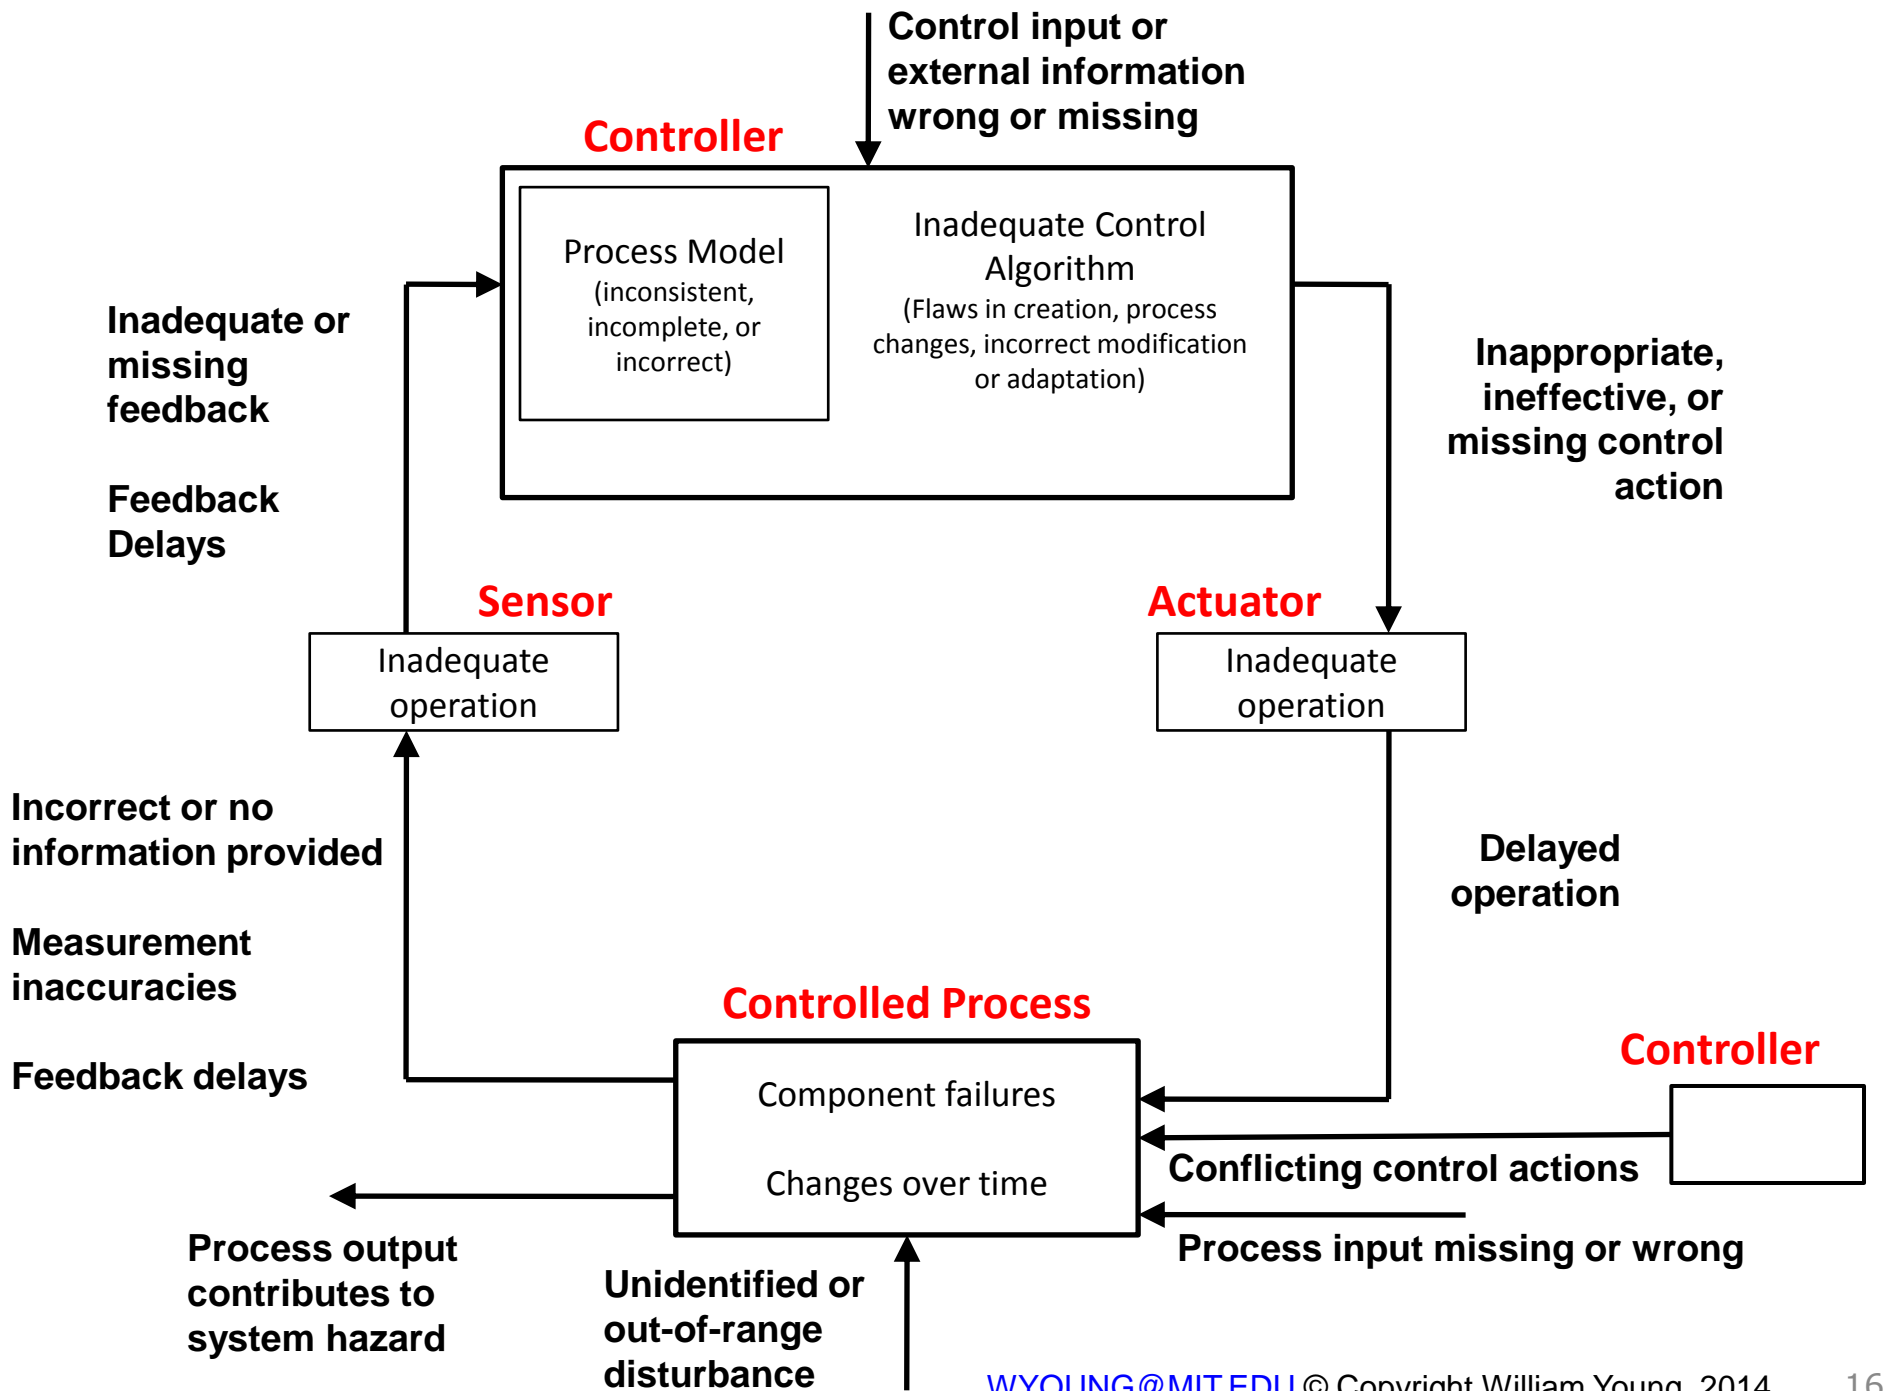 Control input or
external information
wrong or missing
Controller
Process Model
(inconsistent,
incomplete, or
incorrect)
Inadequate Control
Algorithm
(Flaws in creation, process
changes, incorrect modification
or adaptation)
Inadequate or
missing
feedback
Feedback
Delays
Inappropriate,
ineffective, or
missing control
action
Sensor
Inadequate
operation
Actuator
Inadequate
operation
Incorrect or no
information provided
Measurement
inaccuracies
Feedback delays
Delayed
operation
Controlled Process
Component failures
Changes over time
Controller
Conflicting control actions
Process input missing or wrong
Process output
contributes to
system hazard
Unidentified or
out-of-range
disturbance
WYOUNG@MIT.EDU © Copyright William Young, 2014
16